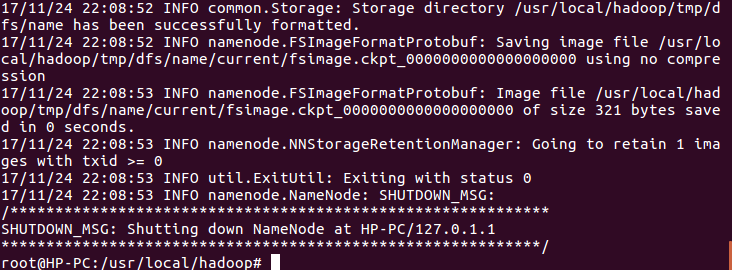 17/11/24 22:08:52 INFO common.Storage: Storage directory /usr/local/hadoop/tmp/d
fs/name has been successfully formatted.
17/11/24 22:08:52 INFO namenode.FSImageFormatProtobuf: Saving image file /usr/lo
cal/hadoop/tmp/dfs/name/current/fsimage.ckpt_0000000000000000000 using no compre
ssion
17/11/24 22:08:53 INFO namenode.FSImageFormatProtobuf: Image file /usr/local/had
oop/tmp/dfs/name/current/fsimage.ckpt_0000000000000000000 of size 321 bytes save
d in 0 seconds.
17/11/24 22:08:53 INFO namenode.NNStorageRetentionManager: Going to retain 1 ima
ges with txid >= 0
17/11/24 22:08:53 INFO util.ExitUtil: Exiting with status 0
17/11/24 22:08:53 INFO namenode.NameNode: SHUTDOWN_MSG:
/************************************************************
SHUTDOWN_MSG: Shutting down NameNode at HP-PC/127.0.1.1
************************************************************/
root@HP-PC:/usr/local/hadoop#